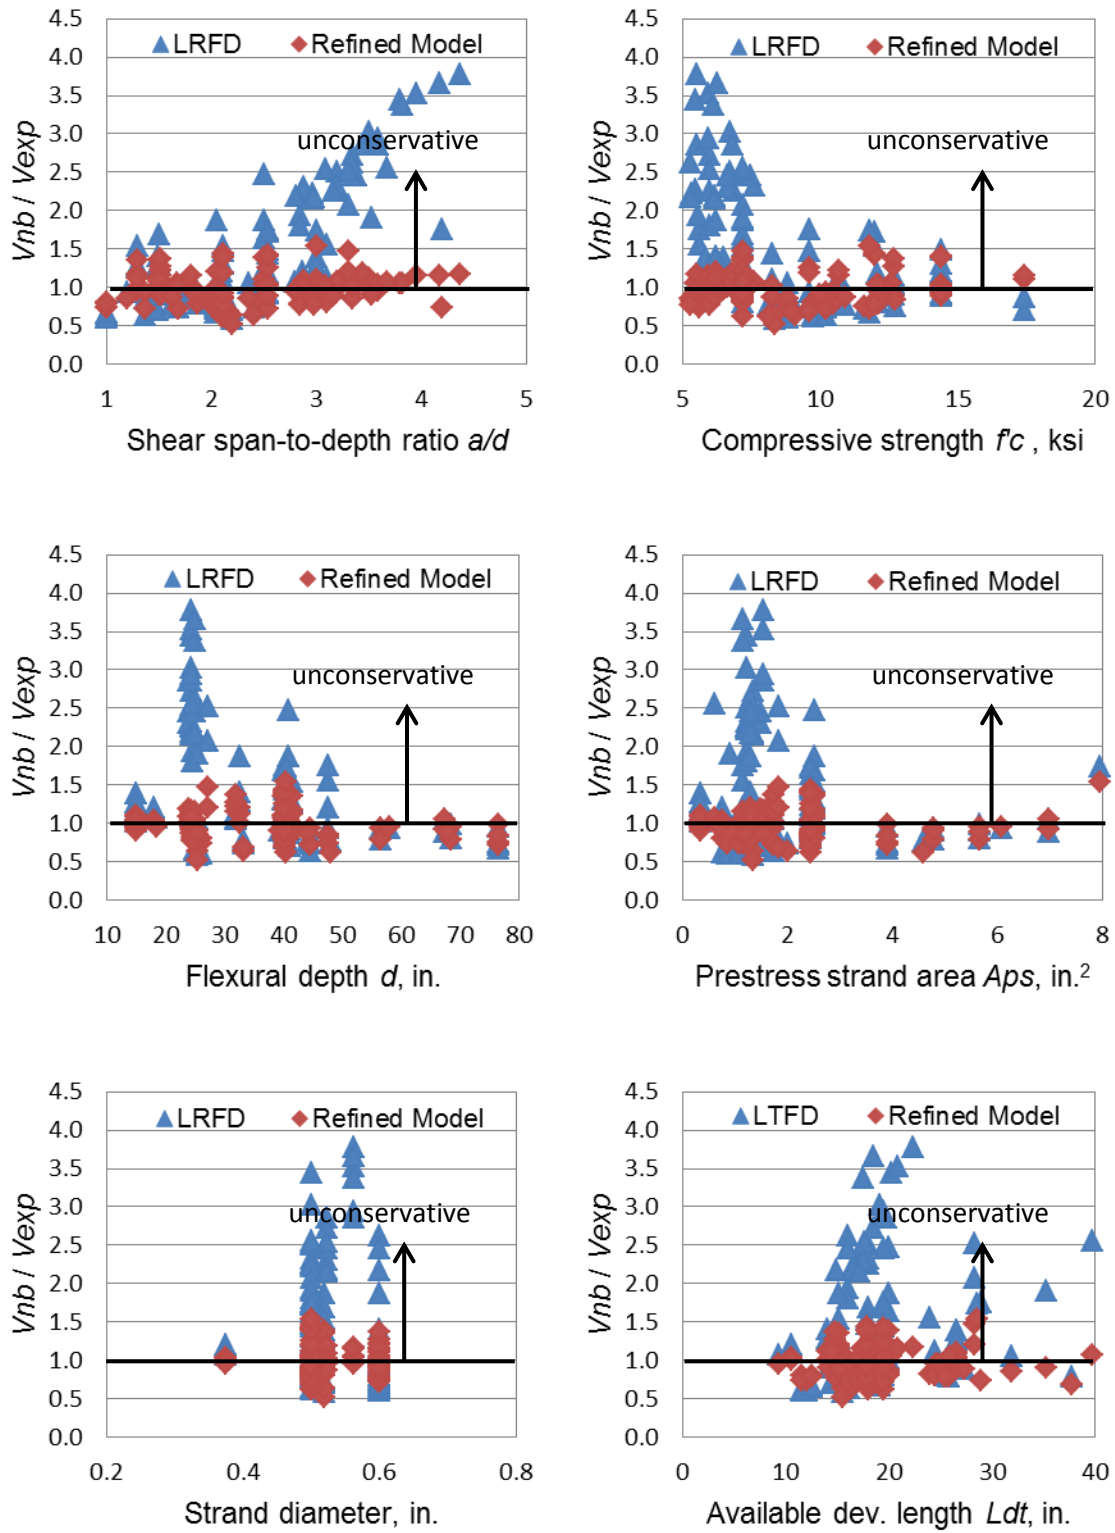 4.5
4.0
3.5
3.0
2.5
2.0
1.5
1.0
0.5
0.0
Vnb / Vexp
LRFD Refined Model
unconservative
1 2 3 4 5
Shear span-to-depth ratio a/d
4.5
4.0
3.5
3.0
2.5
2.0
1.5
1.0
0.5
0.0
Vnb / Vexp
LRFD Refined Model
unconservative
5 10 15 20
Compressive strength f'c , ksi
4.5
4.0
3.5
3.0
2.5
2.0
1.5
1.0
0.5
0.0
Vnb / Vexp
LRFD Refined Model
unconservative
10 20 30 40 50 60 70 80
Flexural depth d, in.
4.5
4.0
3.5
3.0
2.5
2.0
1.5
1.0
0.5
0.0
Vnb / Vexp
LRFD Refined Model
unconservative
0 2 4 6 8
Prestress strand area Aps, in.²
4.5
4.0
3.5
3.0
2.5
2.0
1.5
1.0
0.5
0.0
Vnb / Vexp
LRFD Refined Model
unconservative
0.2 0.4 0.6 0.8
Strand diameter, in.
4.5
4.0
3.5
3.0
2.5
2.0
1.5
1.0
0.5
0.0
Vnb / Vexp
LTFD Refined Model
unconservative
0 10 20 30 40
Available dev. length Ldt, in.